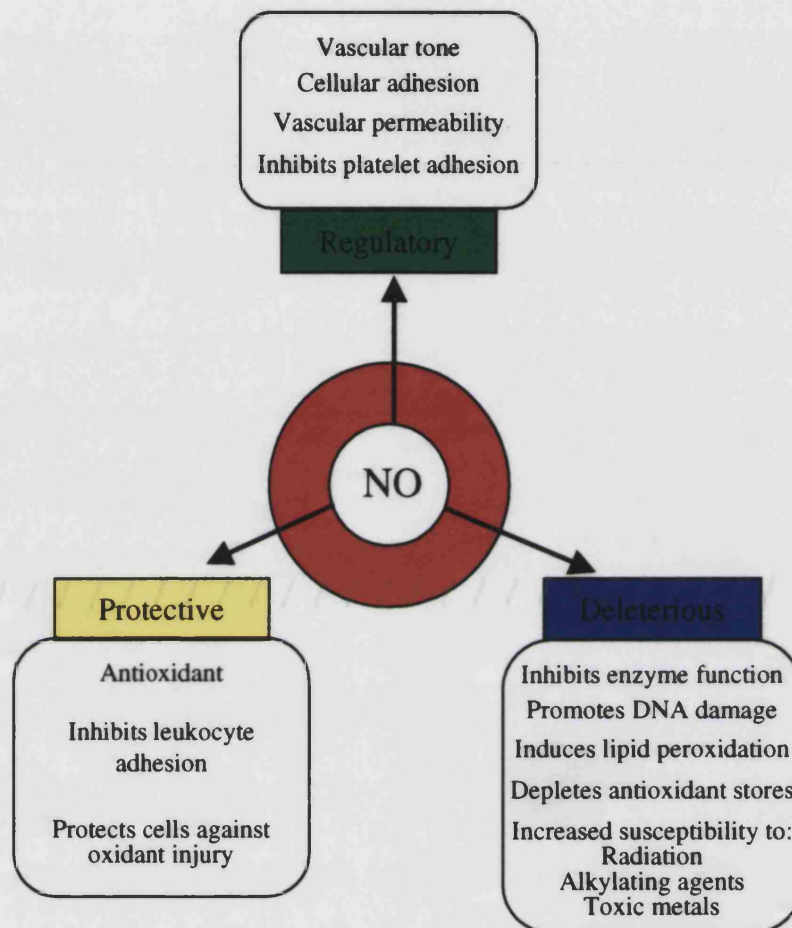 Vascular tone
Cellular adhesion
Vascular permeability
Inhibits platelet adhesion
Regulatory
NO
Protective
Antioxidant
Inhibits leukocyte
adhesion
Protects cells against
oxidant injury
Deleterious
Inhibits enzyme function
Promotes DNA damage
Induces lipid peroxidation
Depletes antioxidant stores
Increased susceptibility to:
Radiation
Alkylating agents
Toxic metals